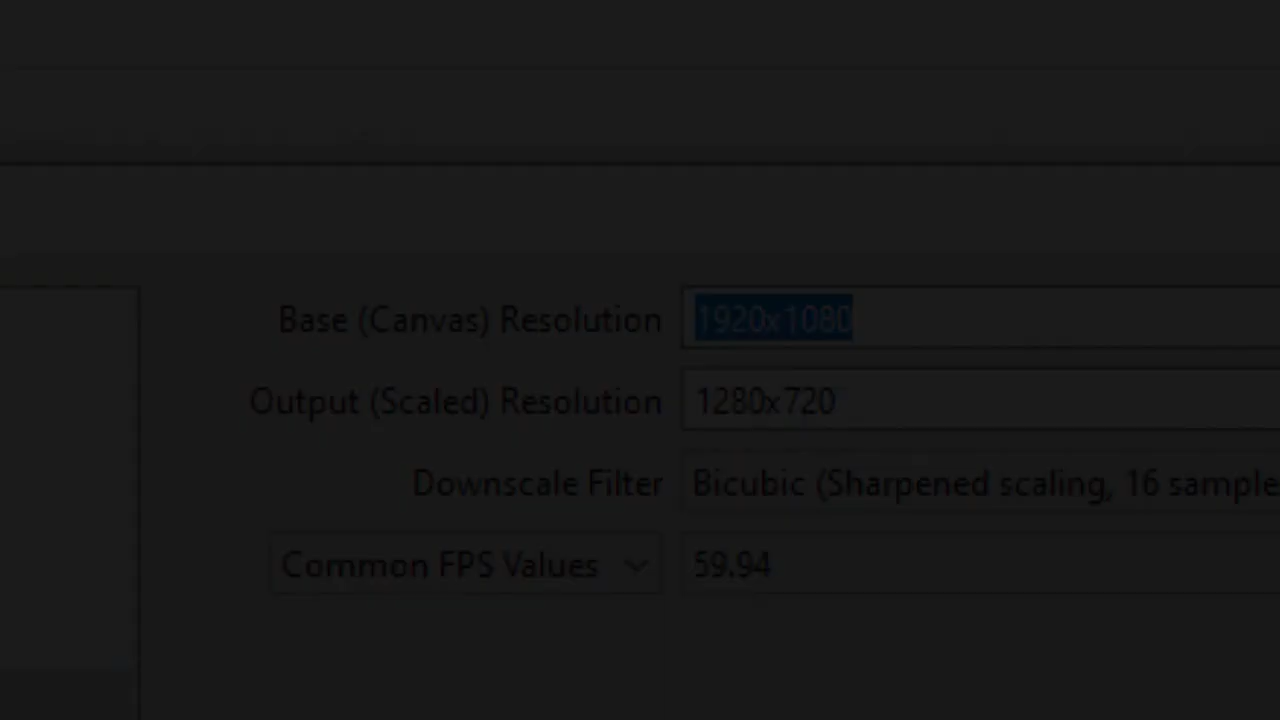 Base (Canvas) Resolution 1920x1080
Output (Scaled) Resolution 1280x720
Downscale Filter Bicubic (Sharpened scaling, 16 sample
Common FPS Values 59.94